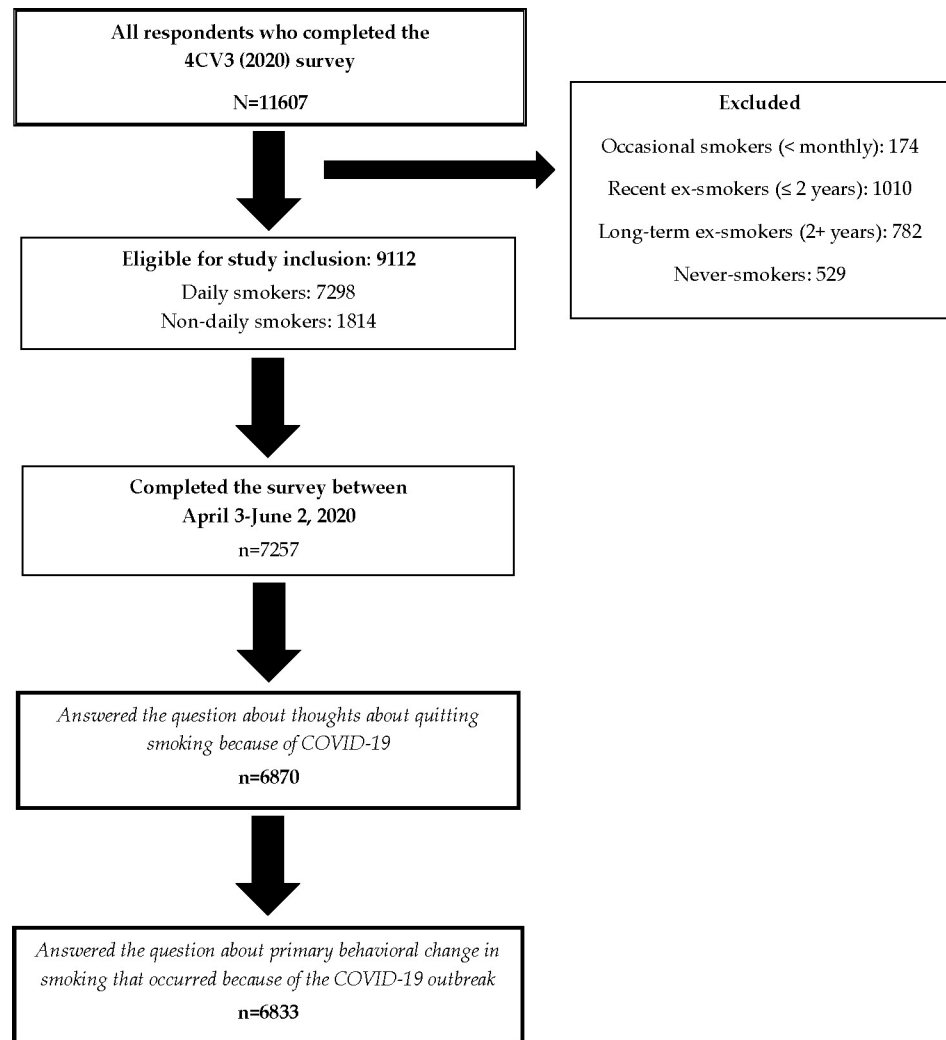 All respondents who completed the
4CV3 (2020) survey
N=11607
Excluded
Occasional smokers (< monthly): 174
Recent ex-smokers (≤ 2 years): 1010
Long-term ex-smokers (2+ years): 782
Never-smokers: 529
Eligible for study inclusion: 9112
Daily smokers: 7298
Non-daily smokers: 1814
Completed the survey between
April 3-June 2, 2020
n=7257
Answered the question about thoughts about quitting
smoking because of COVID-19
n=6870
Answered the question about primary behavioral change in
smoking that occurred because of the COVID-19 outbreak
n=6833